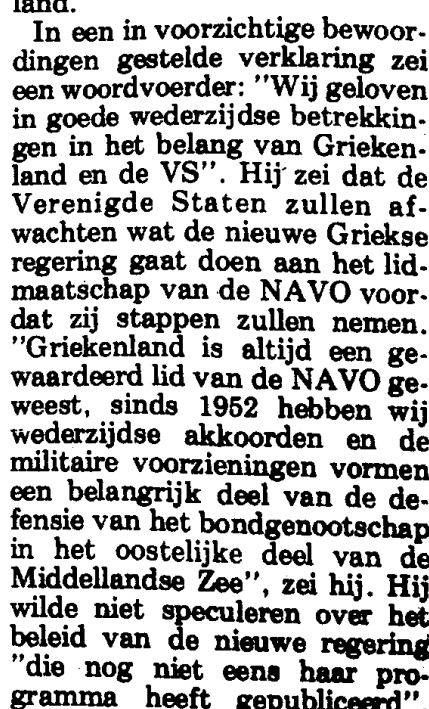 land.
In een in voorzichtige bewoor-
dingen gestelde verklaring zei
een woordvoerder: "Wij geloven
in goede wederzijdse betrekkin-
gen in het belang van Grieken-
land en de VS". Hij zei dat de
Verenigde Staten zullen af-
wachten wat de nieuwe Griekse
regering gaat doen aan het lid-
maatschap van de NAVO voor-
dat zij stappen zullen nemen.
"Griekenland is altijd een ge-
waardeerd lid van de NAVO ge-
weest, sinds 1952 hebben wij
wederzijdse akkoorden en de
militaire voorzieningen vormen
een belangrijk deel van de de-
fensie van het bondgenootschap
in het oostelijke deel van de
Middellandse Zee", zei hij. Hij
wilde niet speculeren over het
beleid van de nieuwe regering
"die nog niet eens haar pro-
gramma heeft gepubliceerd".